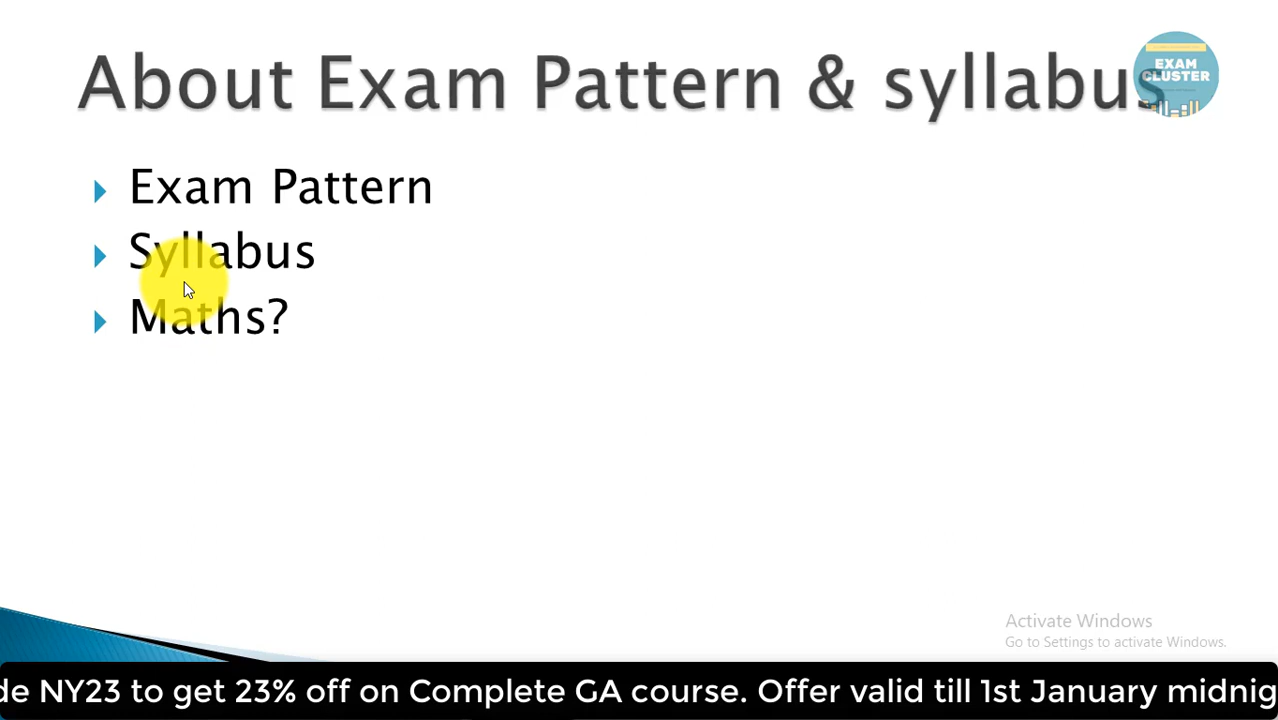 About Exam Pattern & syllabus
EXAM
CLUSTER
Exam Pattern
Syllabus
Maths?
Activate Windows
Go to Settings to activate Windows.
de NY23 to get 23% off on Complete GA course. Offer valid till 1st January midnig